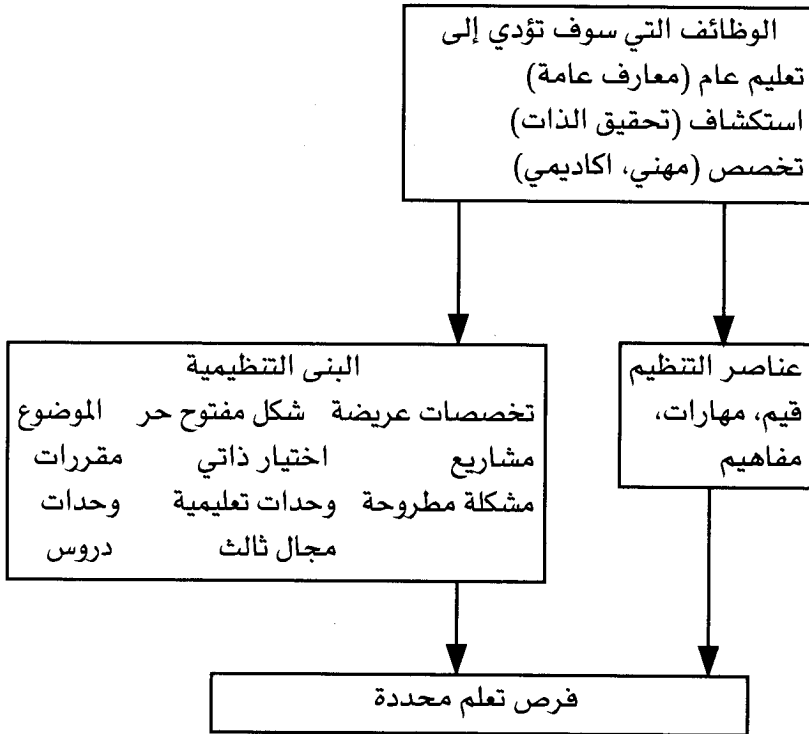 الوظائف التي سوف تؤدي إلى
تعليم عام (معارف عامة)
استكشاف (تحقيق الذات)
تخصص (مهني، اكاديمي)
عناصر التنظيم
قيم، مهارات،
مفاهيم
البنى التنظيمية
تخصصات عريضة شكل مفتوح حر الموضوع
مشاريع اختيار ذاتي مقررات
مشكلة مطروحة وحدات تعليمية وحدات
مجال ثالث دروس
فرص تعلم محددة